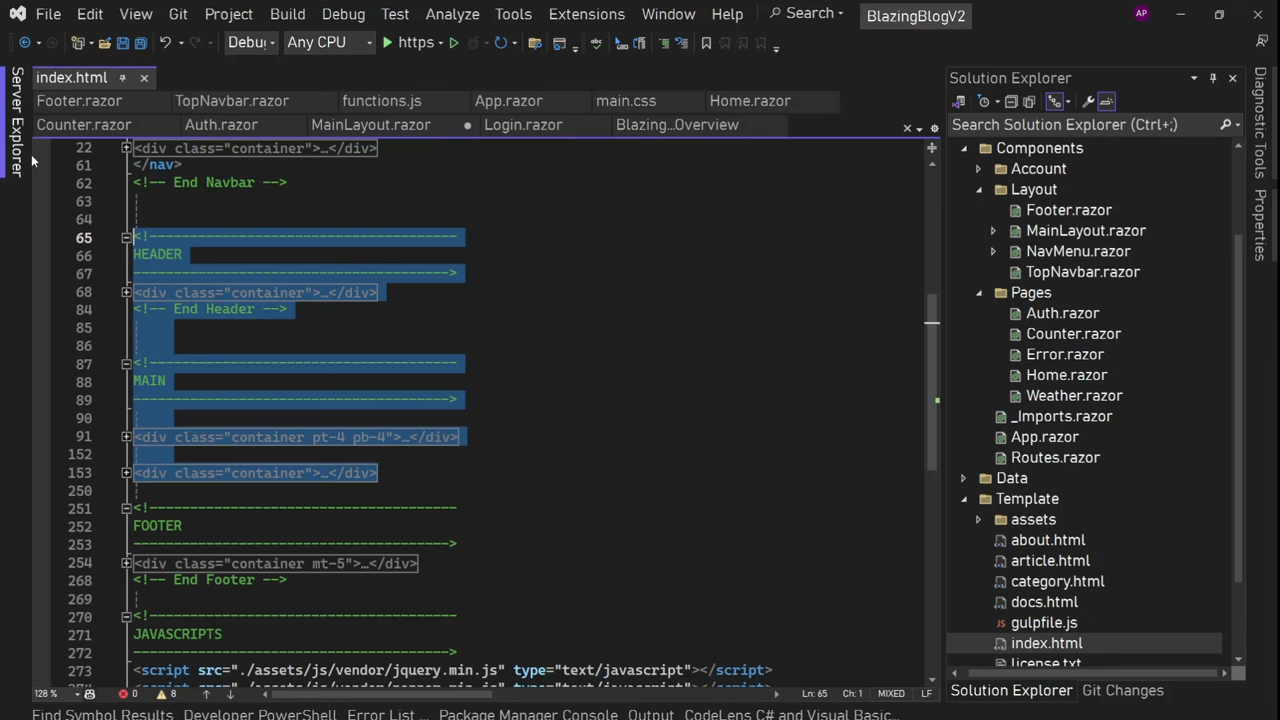 File Edit View Git Project Build Debug Test Analyze Tools Extensions Window Help Search BlazingBlogV2 AP
Debug Any CPU https
index.html
Footer.razor TopNavbar.razor functions.js App.razor main.css Home.razor
Counter.razor Auth.razor MainLayout.razor Login.razor Blazing...Overview
Server Explorer
22 <div class="container">…</div>
61 </nav>
62 <!-- End Navbar -->
63
64
65 <!--------------------------------------
66 HEADER
67 --------------------------------------->
68 <div class="container">…</div>
84 <!-- End Header -->
85
86
87 <!--------------------------------------
88 MAIN
89 --------------------------------------->
90
91 <div class="container pt-4 pb-4">…</div>
152
153 <div class="container">…</div>
250
251 <!--------------------------------------
252 FOOTER
253 --------------------------------------->
254 <div class="container mt-5">…</div>
268 <!-- End Footer -->
269
270 <!--------------------------------------
271 JAVASCRIPTS
272 --------------------------------------->
273 <script src="./assets/js/vendor/jquery.min.js" type="text/javascript"></script>
128 % 0 8 Ln: 65 Ch: 1 MIXED LF
Find Symbol Results Developer PowerShell Error List ... Package Manager Console Output CodeLens C# and Visual Basic...
Solution Explorer
Search Solution Explorer (Ctrl+;)
Components
Account
Layout
Footer.razor
MainLayout.razor
NavMenu.razor
TopNavbar.razor
Pages
Auth.razor
Counter.razor
Error.razor
Home.razor
Weather.razor
_Imports.razor
App.razor
Routes.razor
Data
Template
assets
about.html
article.html
category.html
docs.html
gulpfile.js
index.html
license.txt
Solution Explorer Git Changes
Diagnostic Tools
Properties